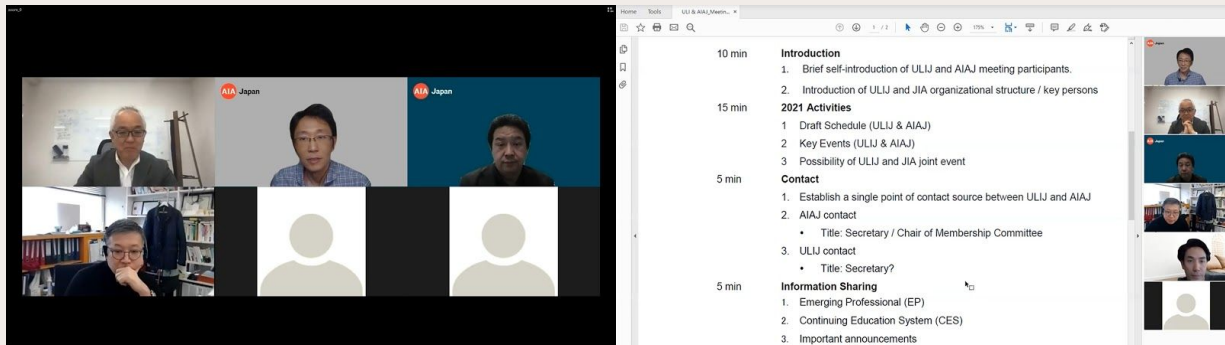 AIA Japan
AIA Japan
Home Tools ULI & AIAJ_Meetin... ×
1 / 2 175%
10 min Introduction
1. Brief self-introduction of ULIJ and AIAJ meeting participants.
2. Introduction of ULIJ and JIA organizational structure / key persons
15 min 2021 Activities
1 Draft Schedule (ULIJ & AIAJ)
2 Key Events (ULIJ & AIAJ)
3 Possibility of ULIJ and JIA joint event
5 min Contact
1. Establish a single point of contact source between ULIJ and AIAJ
2. AIAJ contact
• Title: Secretary / Chair of Membership Committee
3. ULIJ contact
• Title: Secretary?
5 min Information Sharing
1. Emerging Professional (EP)
2. Continuing Education System (CES)
3. Important announcements